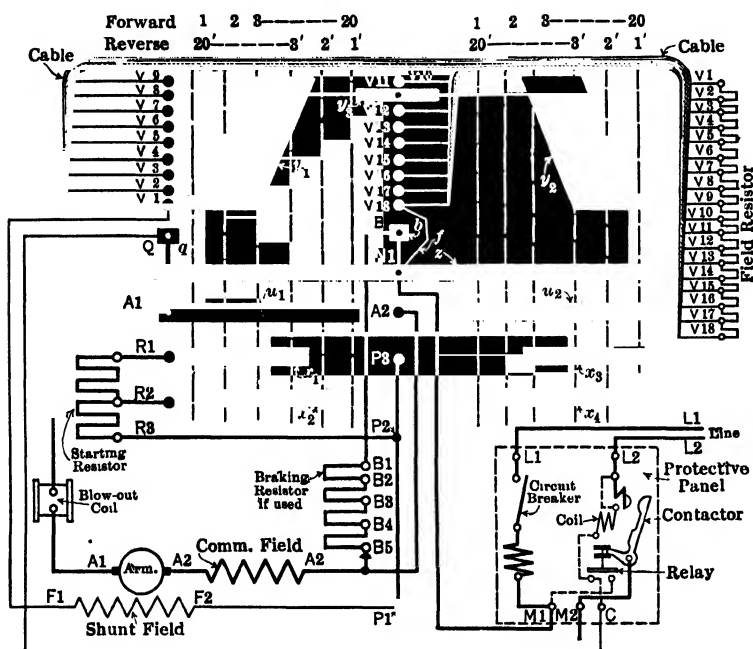 Forward 1 2 3 20 1 2 3 20
Reverse 20' 3' 2' 1' 20' 3' 2' 1'
Cable
Cable
V 9
V 8
V 7
V 6
V 5
V 4
V 3
V 2
V 1
V11
V12
V13
V14
V15
V16
V17
V18
V1
V2
V3
V4
V5
V6
V7
V8
V9
V10
V11
V12
V13
V14
V15
V16
V17
V18
Field Resistor
y1
y2
B
b
f
z
Q q
A1
u1
A2
u2
R1
R2
R3
P3
x1
x3
x4
P2
Starting
Resistor
Blow-out
Coil
Braking
Resistor
if used
B1
B2
B3
B4
B5
A1 Arm. A2 Comm. Field A2
F1 F2
Shunt Field
P1
L1
Line
L2
L1 L2
Protective
Panel
Circuit
Breaker
Coil
Contactor
Relay
M1 M2 C